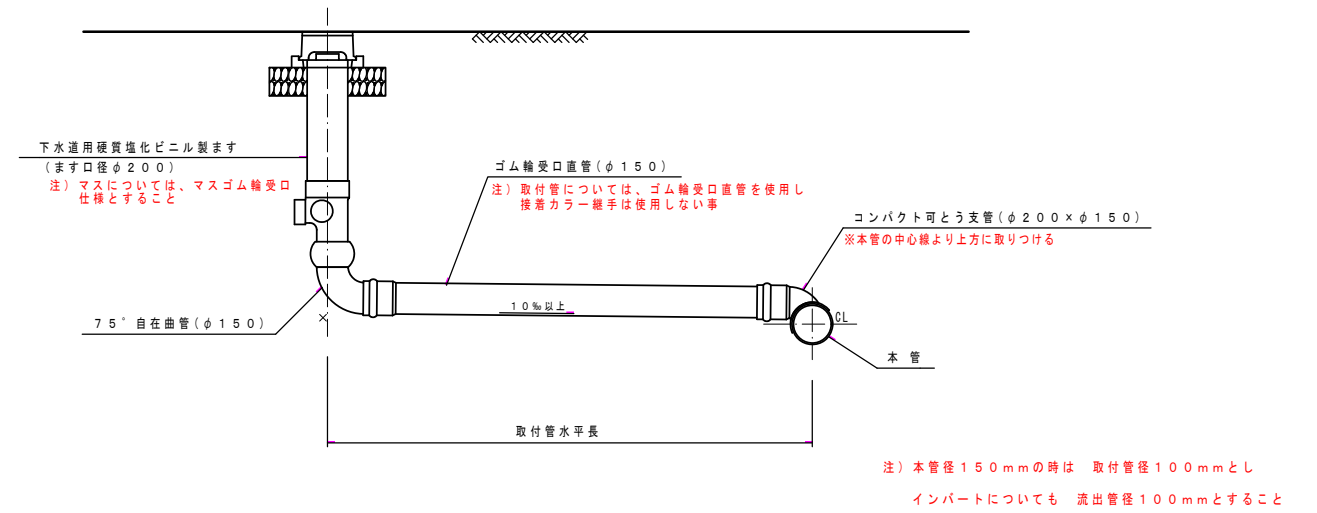 下水道用硬質塩化ビニル製ます
(ます口径φ200)
注)マスについては、マスゴム輪受口
仕様とすること
ゴム輪受口直管(φ150)
注)取付管については、ゴム輪受口直管を使用し
接着カラー継手は使用しない事
コンパクト可とう支管(φ200×φ150)
※本管の中心線より上方に取りつける
10‰以上
CL
75°自在曲管(φ150)
本 管
取付管水平長
注)本管径150mmの時は 取付管径100mmとし
インバートについても 流出管径100mmとすること